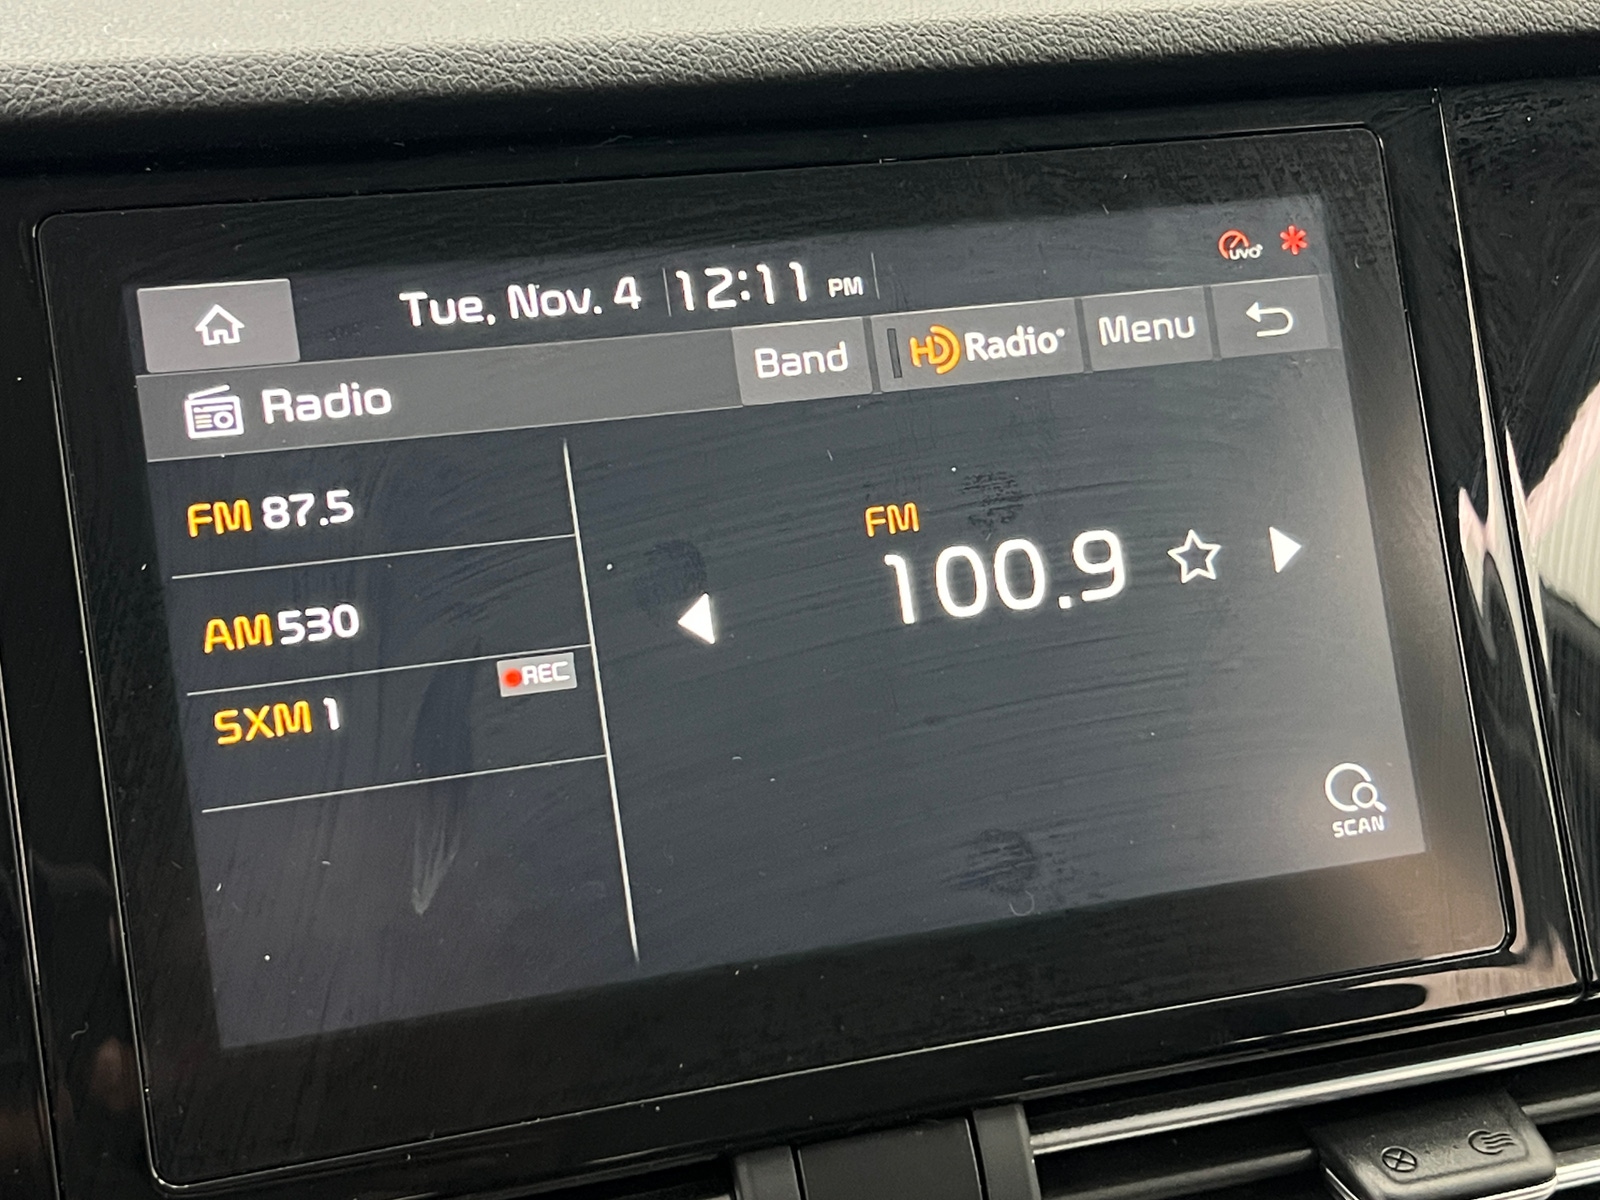 Tue, Nov. 4 12:11 PM UVO
Radio Band HD Radio Menu
FM 87.5
AM 530
REC
SXM 1
FM
100.9
SCAN